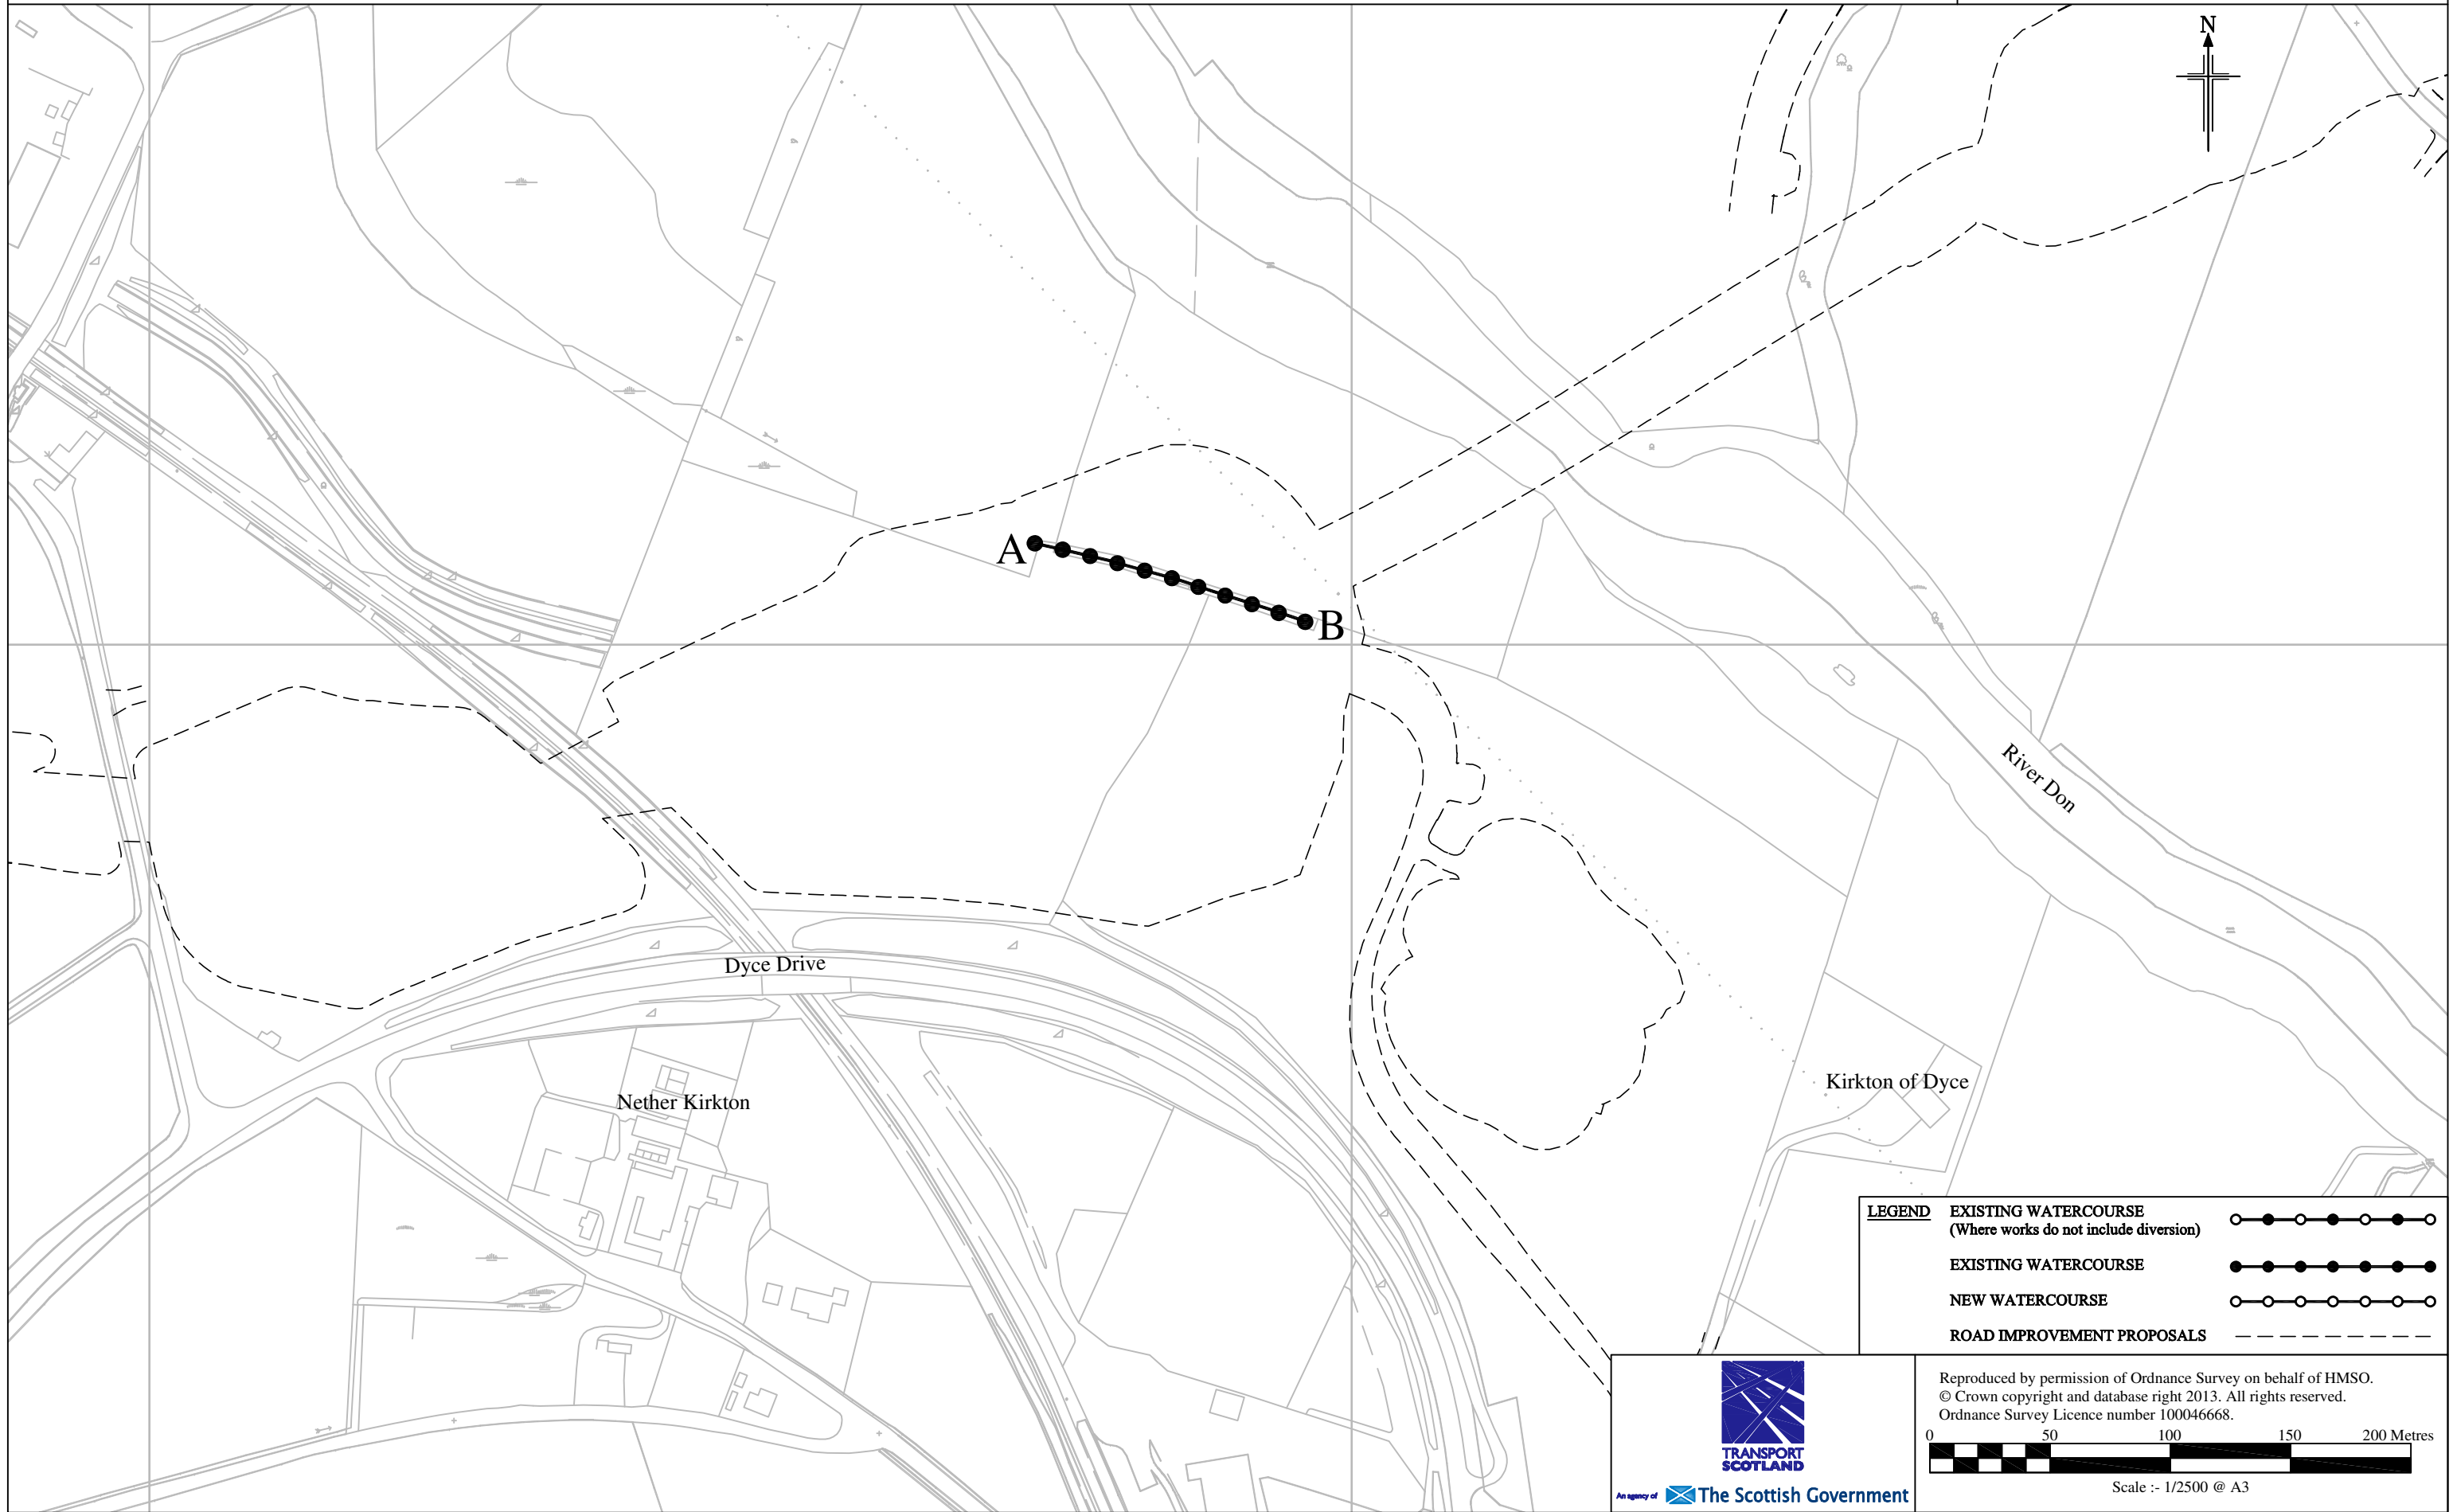 N
A
B
River Don
Dyce Drive
Kirkton of Dyce
Nether Kirkton
LEGEND
EXISTING WATERCOURSE
(Where works do not include diversion)
EXISTING WATERCOURSE
NEW WATERCOURSE
ROAD IMPROVEMENT PROPOSALS
TRANSPORT
SCOTLAND
An agency of The Scottish Government
Reproduced by permission of Ordnance Survey on behalf of HMSO.
© Crown copyright and database right 2013. All rights reserved.
Ordnance Survey Licence number 100046668.
0 50 100 150 200 Metres
Scale :- 1/2500 @ A3